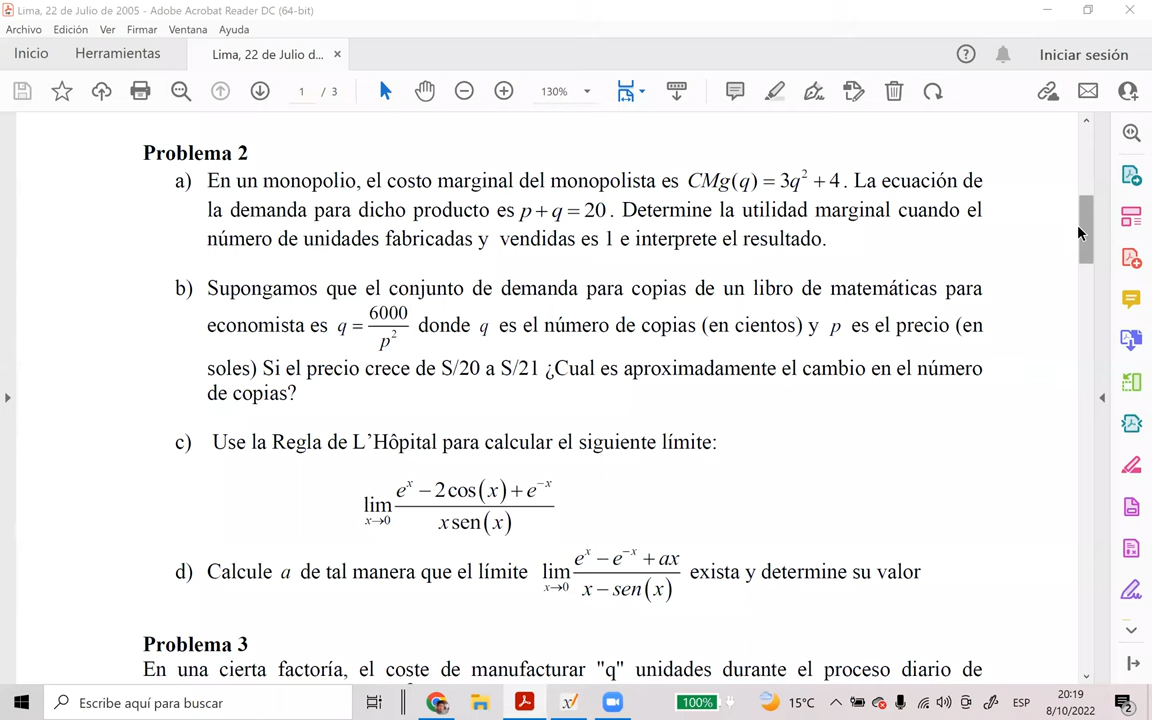 Lima, 22 de Julio de 2005 - Adobe Acrobat Reader DC (64-bit)
Archivo Edición Ver Firmar Ventana Ayuda
Inicio Herramientas Lima, 22 de Julio d... × Iniciar sesión
1 / 3 130%
Problema 2
a) En un monopolio, el costo marginal del monopolista es CMg(q) = 3q² + 4. La ecuación de
la demanda para dicho producto es p + q = 20. Determine la utilidad marginal cuando el
número de unidades fabricadas y vendidas es 1 e interprete el resultado.
b) Supongamos que el conjunto de demanda para copias de un libro de matemáticas para
economista es q = 6000/p² donde q es el número de copias (en cientos) y p es el precio (en
soles) Si el precio crece de S/20 a S/21 ¿Cual es aproximadamente el cambio en el número
de copias?
c) Use la Regla de L’Hôpital para calcular el siguiente límite:
lim x→0 (eˣ − 2cos(x) + e⁻ˣ)/(x sen(x))
d) Calcule a de tal manera que el límite lim x→0 (eˣ − e⁻ˣ + ax)/(x − sen(x)) exista y determine su valor
Problema 3
En una cierta factoría, el coste de manufacturar "q" unidades durante el proceso diario de
Escribe aquí para buscar 100% 15°C ESP 20:19
8/10/2022 2